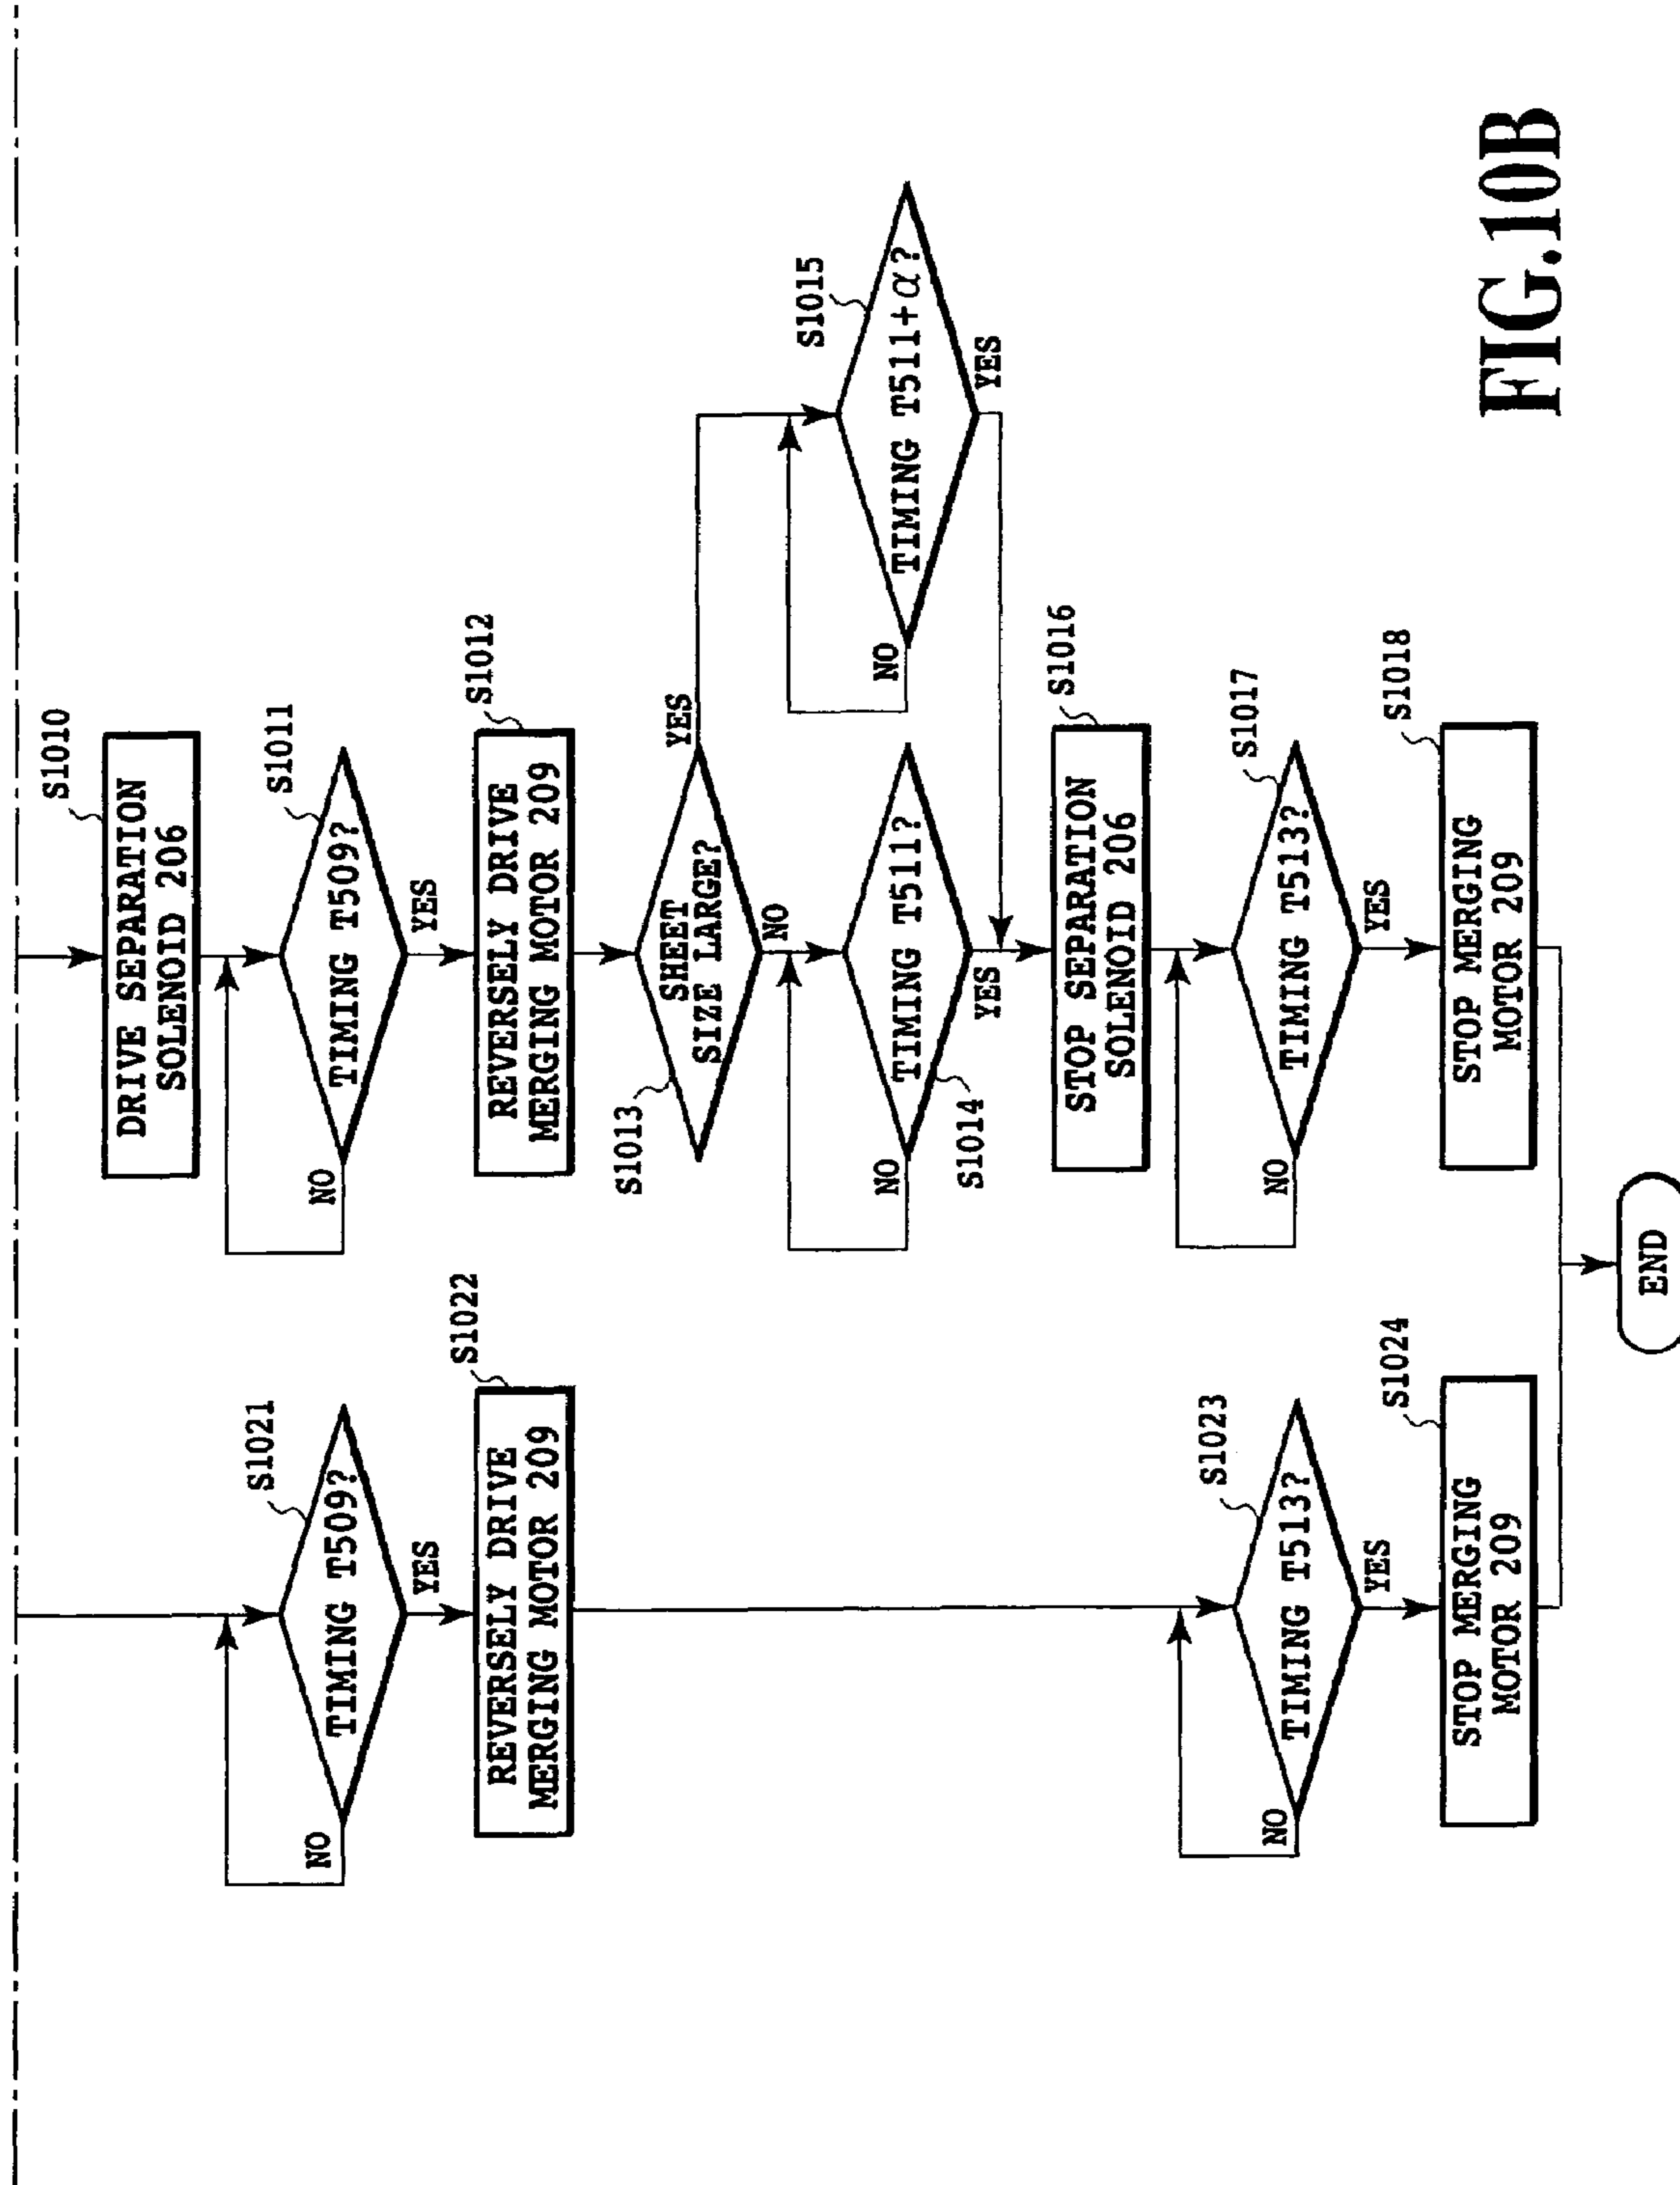 S1010
DRIVE SEPARATION
SOLENOID 206
S1021
TIMING T509?
NO
YES
S1011
TIMING T509?
NO
YES
S1022
REVERSELY DRIVE
MERGING MOTOR 209
S1012
REVERSELY DRIVE
MERGING MOTOR 209
S1013
SHEET
SIZE LARGE?
YES
NO
S1014
TIMING T511?
NO
YES
S1015
TIMING T511+α?
NO
YES
S1016
STOP SEPARATION
SOLENOID 206
S1023
TIMING T513?
NO
YES
S1017
TIMING T513?
NO
YES
S1024
STOP MERGING
MOTOR 209
S1018
STOP MERGING
MOTOR 209
END
FIG.10B